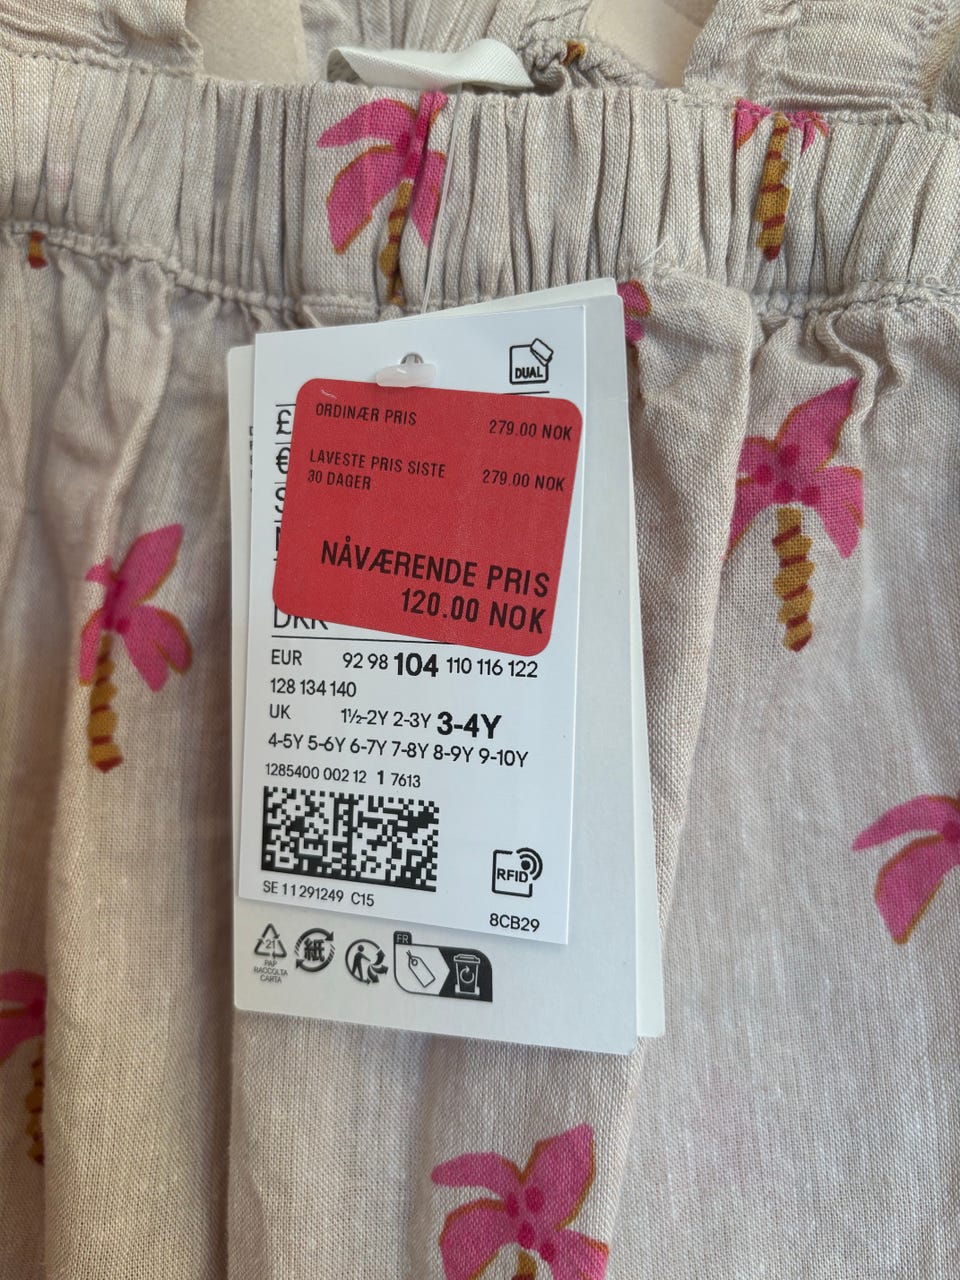 DUAL
ORDINÆR PRIS 279.00 NOK
LAVESTE PRIS SISTE 279.00 NOK
30 DAGER
NÅVÆRENDE PRIS
120.00 NOK
£
€
DKK
EUR 92 98 104 110 116 122
128 134 140
UK 1½-2Y 2-3Y 3-4Y
4-5Y 5-6Y 6-7Y 7-8Y 8-9Y 9-10Y
1285400 002 12 1 7613
RFID
SE 11 291249 C15
8CB29
21
PAP
RACCOLTA
CARTA
紙
FR